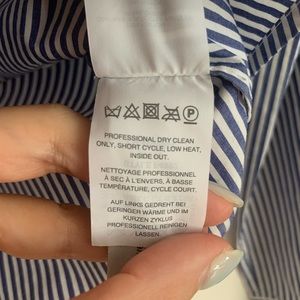 PROFESSIONAL DRY CLEAN
ONLY, SHORT CYCLE, LOW HEAT,
INSIDE OUT.
NETTOYAGE PROFESSIONNEL
À SEC À L'ENVERS, À BASSE
TEMPÉRATURE, CYCLE COURT.
AUF LINKS GEDREHT BEI
GERINGER WÄRME UND IM
KURZEN ZYKLUS
PROFESSIONELL REINIGEN
LASSEN.